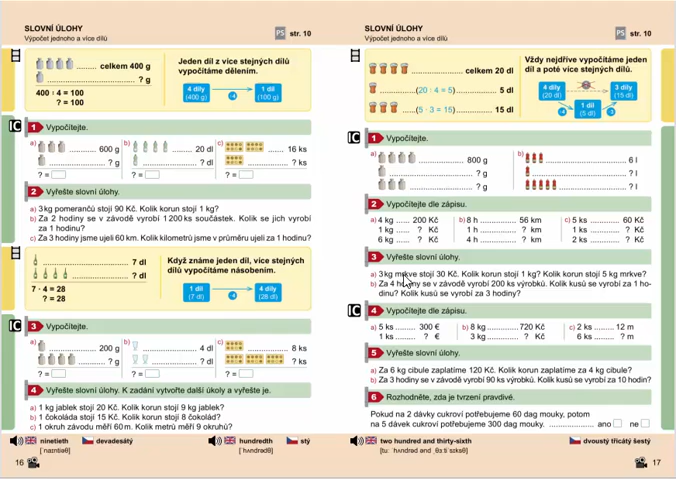 SLOVNÍ ÚLOHY
Výpočet jednoho a více dílů
PS str. 10
celkem 400 g
? g
400 : 4 = 100
? = 100
Jeden díl z více stejných dílů
vypočítáme dělením.
4 díly
(400 g)
:4
1 díl
(100 g)
1 Vypočítejte.
a) .......... 600 g
.......... ? g
? =
b) .......... 20 dl
.......... ? dl
? =
c) ...... 16 ks
.......... ? ks
? =
2 Vyřešte slovní úlohy.
a) 3 kg pomerančů stojí 90 Kč. Kolik korun stojí 1 kg?
b) Za 2 hodiny se v závodě vyrobí 1 200 ks součástek. Kolik se jich vyrobí
za 1 hodinu?
c) Za 3 hodiny jsme ujeli 60 km. Kolik kilometrů jsme v průměru ujeli za 1 hodinu?
7 dl
? dl
7 · 4 = 28
? = 28
Když známe jeden díl, více stejných
dílů vypočítáme násobením.
1 díl
(7 dl)
4 díly
(28 dl)
3 Vypočítejte.
a) .......... 200 g
.......... ? g
? =
b) .......... 4 dl
.......... ? dl
? =
c) .......... 8 ks
...... ? ks
? =
4 Vyřešte slovní úlohy. K zadání vytvořte další úkoly a vyřešte je.
a) 1 kg jablek stojí 20 Kč. Kolik korun stojí 9 kg jablek?
b) 1 čokoláda stojí 15 Kč. Kolik korun stojí 8 čokolád?
c) 1 okruh závodu měří 60 m. Kolik metrů měří 9 okruhů?
ninetieth
devadesátý
hundredth
stý
16
SLOVNÍ ÚLOHY
Výpočet jednoho a více dílů
PS str. 10
celkem 20 dl
(20 : 4 = 5) 5 dl
(5 · 3 = 15) 15 dl
Vždy nejdříve vypočítáme jeden
díl a poté více stejných dílů.
4 díly
(20 dl)
3 díly
(15 dl)
1 díl
(5 dl)
1 Vypočítejte.
a) 800 g
? g
? g
b) 6 l
? l
? l
2 Vypočítejte dle zápisu.
a) 4 kg ...... 200 Kč
1 kg ...... ? Kč
6 kg ...... ? Kč
b) 8 h .......... 56 km
1 h .......... ? km
4 h .......... ? km
c) 5 ks .......... 60 Kč
1 ks .......... ? Kč
2 ks .......... ? Kč
3 Vyřešte slovní úlohy.
a) 3 kg mrkve stojí 30 Kč. Kolik korun stojí 1 kg? Kolik korun stojí 5 kg mrkve?
b) Za 4 hodiny se v závodě vyrobí 200 ks výrobků. Kolik kusů se vyrobí za 1 ho-
dinu? Kolik kusů se vyrobí za 3 hodiny?
4 Vypočítejte dle zápisu.
a) 5 ks .......... 300 €
1 ks .......... ? €
b) 8 kg .......... 720 Kč
3 kg .......... ? Kč
c) 2 ks .......... 12 m
6 ks .......... ? m
5 Vyřešte slovní úlohy.
a) Za 6 kg cibule zaplatíme 120 Kč. Kolik korun zaplatíme za 4 kg cibule?
b) Za 3 hodiny se v závodě vyrobí 90 ks výrobků. Kolik kusů se vyrobí za 10 hodin?
6 Rozhodněte, zda je tvrzení pravdivé.
Pokud na 2 dávky cukroví potřebujeme 60 dag mouky, potom
na 5 dávek cukroví potřebujeme 300 dag mouky. .................... ano ne
two hundred and thirty-sixth
dvoustý třicátý šestý
17